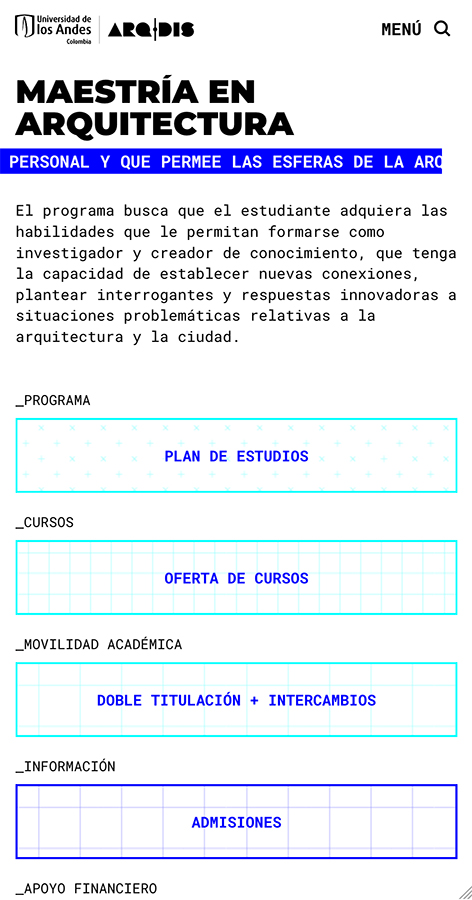 Universidad de
los Andes
Colombia
ARQ·DIS
MENÚ
MAESTRÍA EN
ARQUITECTURA
PERSONAL Y QUE PERMEE LAS ESFERAS DE LA ARQ
El programa busca que el estudiante adquiera las
habilidades que le permitan formarse como
investigador y creador de conocimiento, que tenga
la capacidad de establecer nuevas conexiones,
plantear interrogantes y respuestas innovadoras a
situaciones problemáticas relativas a la
arquitectura y la ciudad.
_PROGRAMA
PLAN DE ESTUDIOS
_CURSOS
OFERTA DE CURSOS
_MOVILIDAD ACADÉMICA
DOBLE TITULACIÓN + INTERCAMBIOS
_INFORMACIÓN
ADMISIONES
_APOYO FINANCIERO